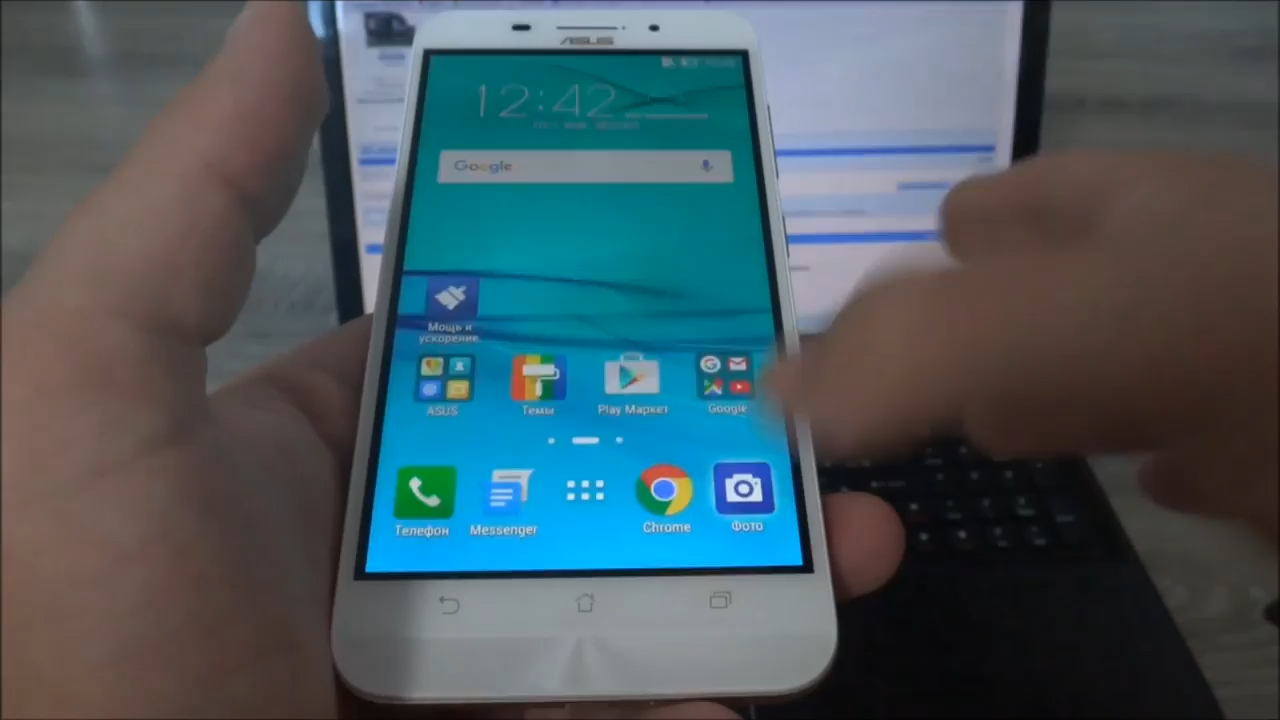 ASUS
12:42
Google
Мощь и
ускорение
ASUS
Темы
Play Маркет
Google
Телефон
Messenger
Chrome
Фото